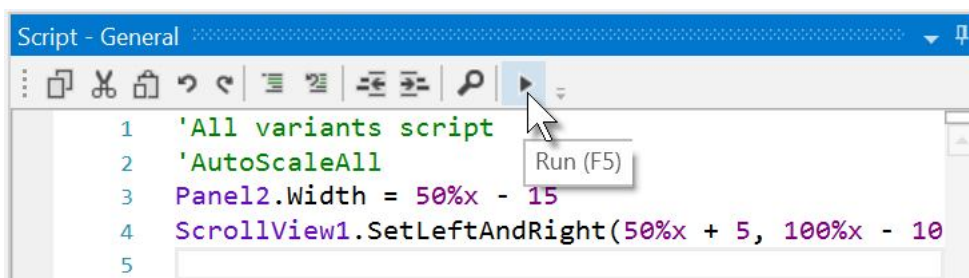 Script - General
1 'All variants script
2 'AutoScaleAll
Run (F5)
3 Panel2.Width = 50%x - 15
4 ScrollView1.SetLeftAndRight(50%x + 5, 100%x - 10
5